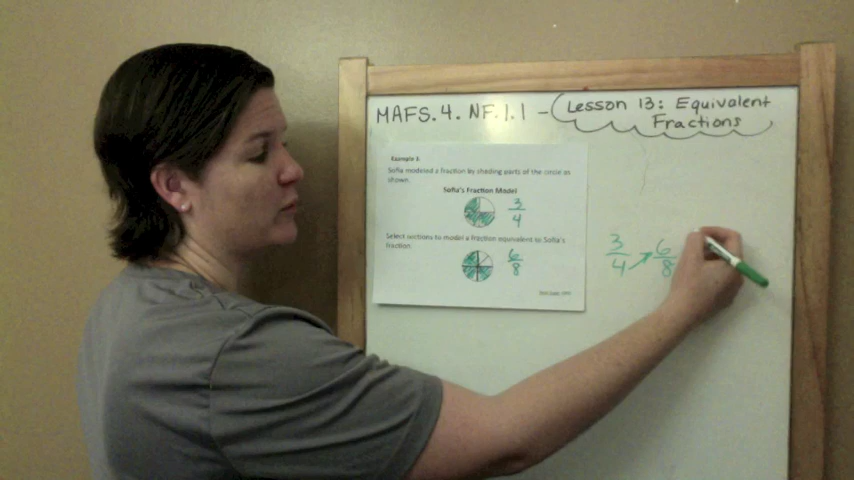 MAFS.4.NF.1.1 - Lesson 13: Equivalent
Fractions
Example 3:
Sofia modeled a fraction by shading parts of the circle as
shown.
Sofia's Fraction Model
3
4
Select sections to model a fraction equivalent to Sofia's
fraction.
6
8
3
4
6
8